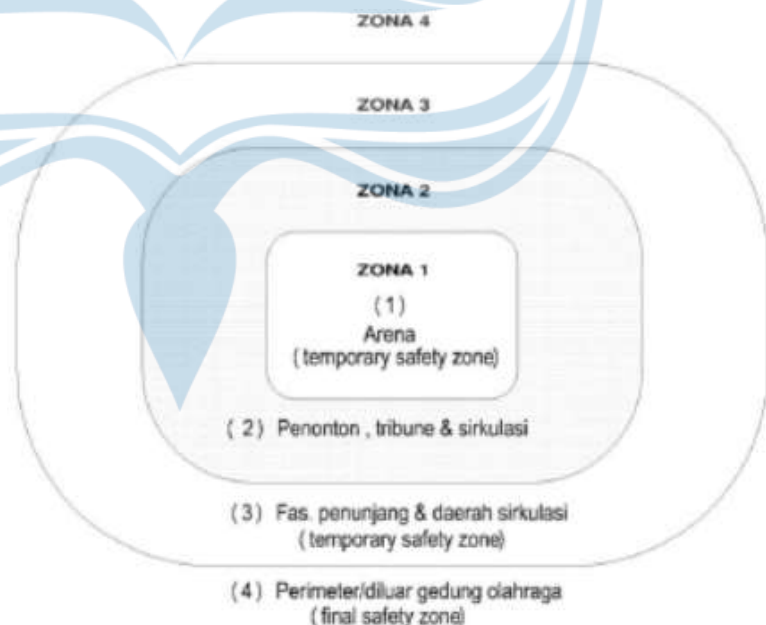 ZONA 4
ZONA 3
ZONA 2
ZONA 1
(1)
Arena
(temporary safety zone)
(2) Penonton , tribune & sirkulasi
(3) Fas. penunjang & daerah sirkulasi
(temporary safety zone)
(4) Perimeter/diluar gedung olahraga
(final safety zone)